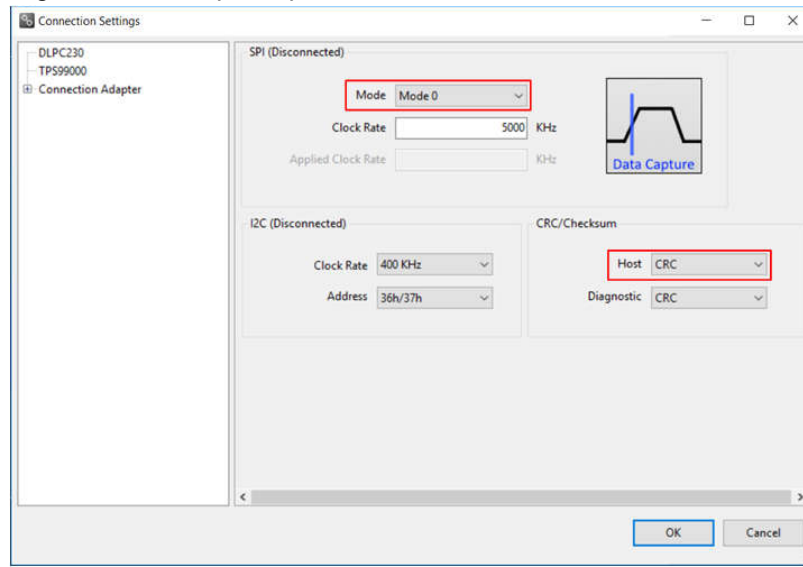 Connection Settings
DLPC230
TPS99000
Connection Adapter
SPI (Disconnected)
Mode Mode 0
Clock Rate 5000 KHz
Applied Clock Rate KHz
Data Capture
I2C (Disconnected)
Clock Rate 400 KHz
Address 36h/37h
CRC/Checksum
Host CRC
Diagnostic CRC
OK Cancel